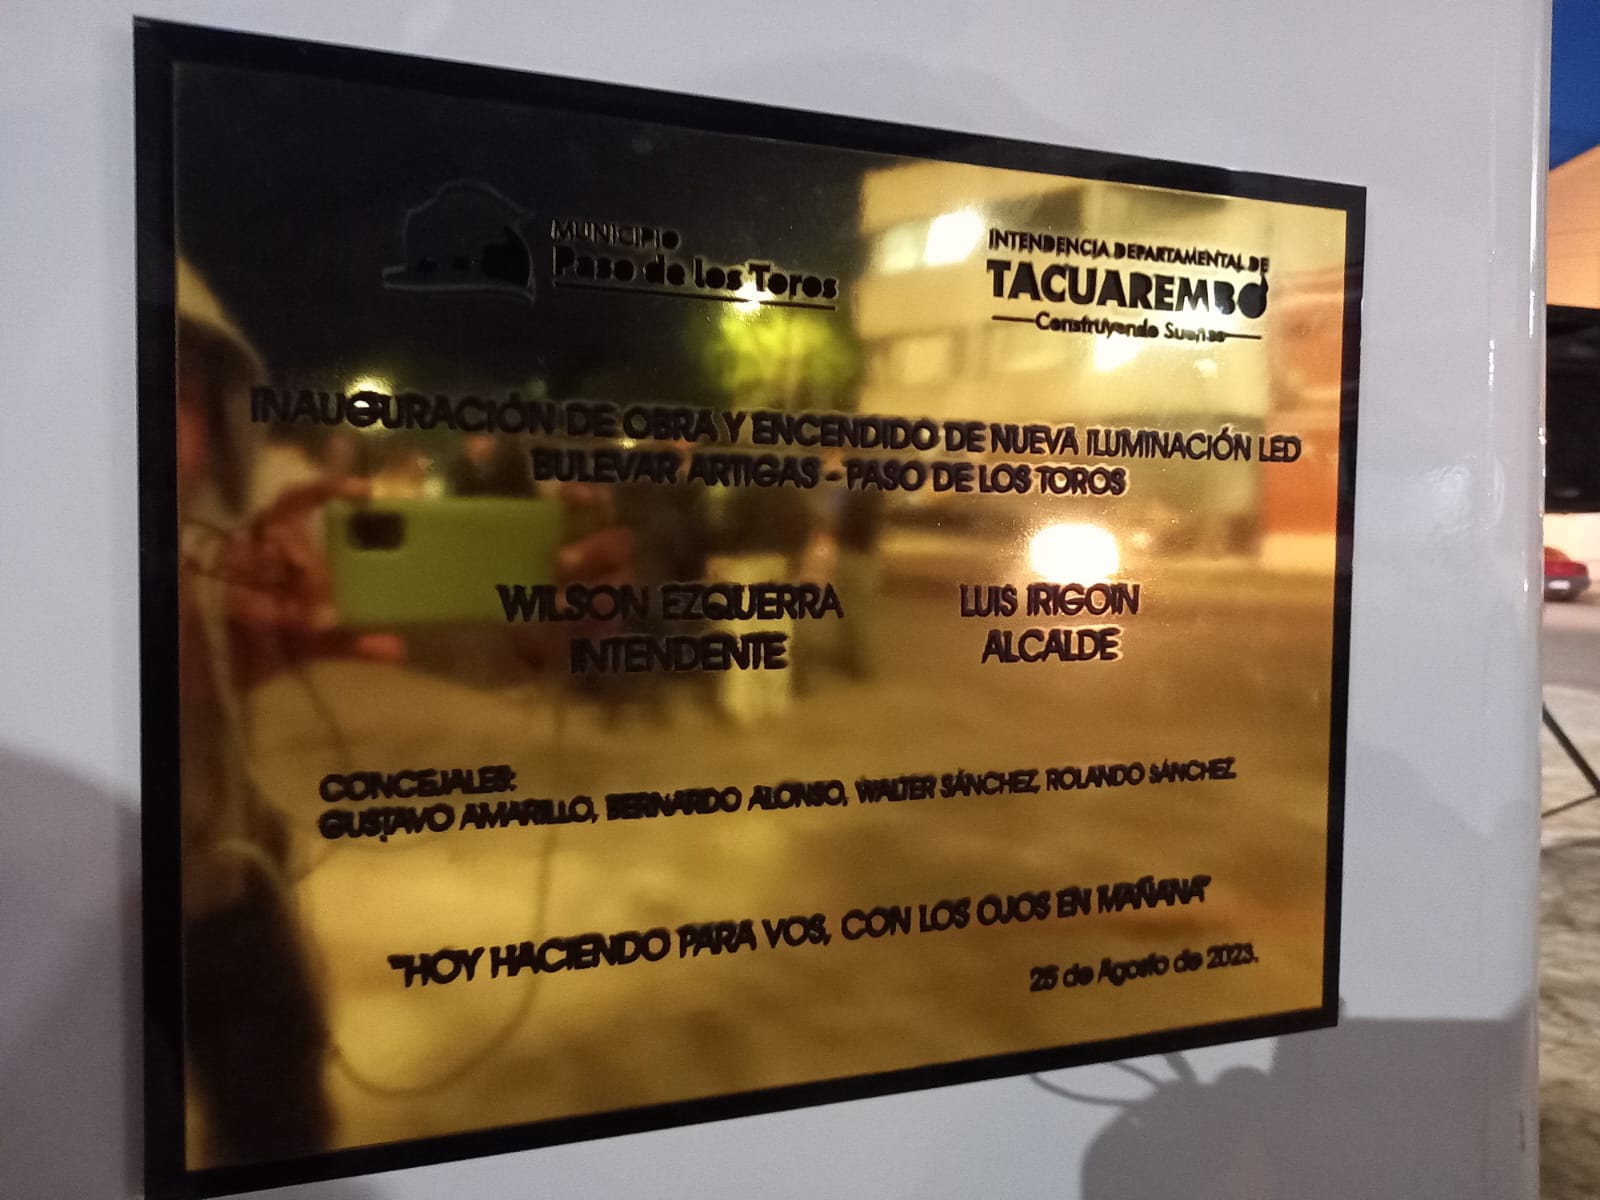 MUNICIPIO
Paso de los Toros
INTENDENCIA DEPARTAMENTAL DE
TACUAREMBÓ
Construyendo Sueños
INAUGURACIÓN DE OBRA Y ENCENDIDO DE NUEVA ILUMINACIÓN LED
BULEVAR ARTIGAS - PASO DE LOS TOROS
WILSON EZQUERRA
INTENDENTE
LUIS IRIGOIN
ALCALDE
CONCEJALES:
GUSTAVO AMARILLO, BERNARDO ALONSO, WALTER SÁNCHEZ, ROLANDO SÁNCHEZ
"HOY HACIENDO PARA VOS, CON LOS OJOS EN MAÑANA"
25 de Agosto de 2023.